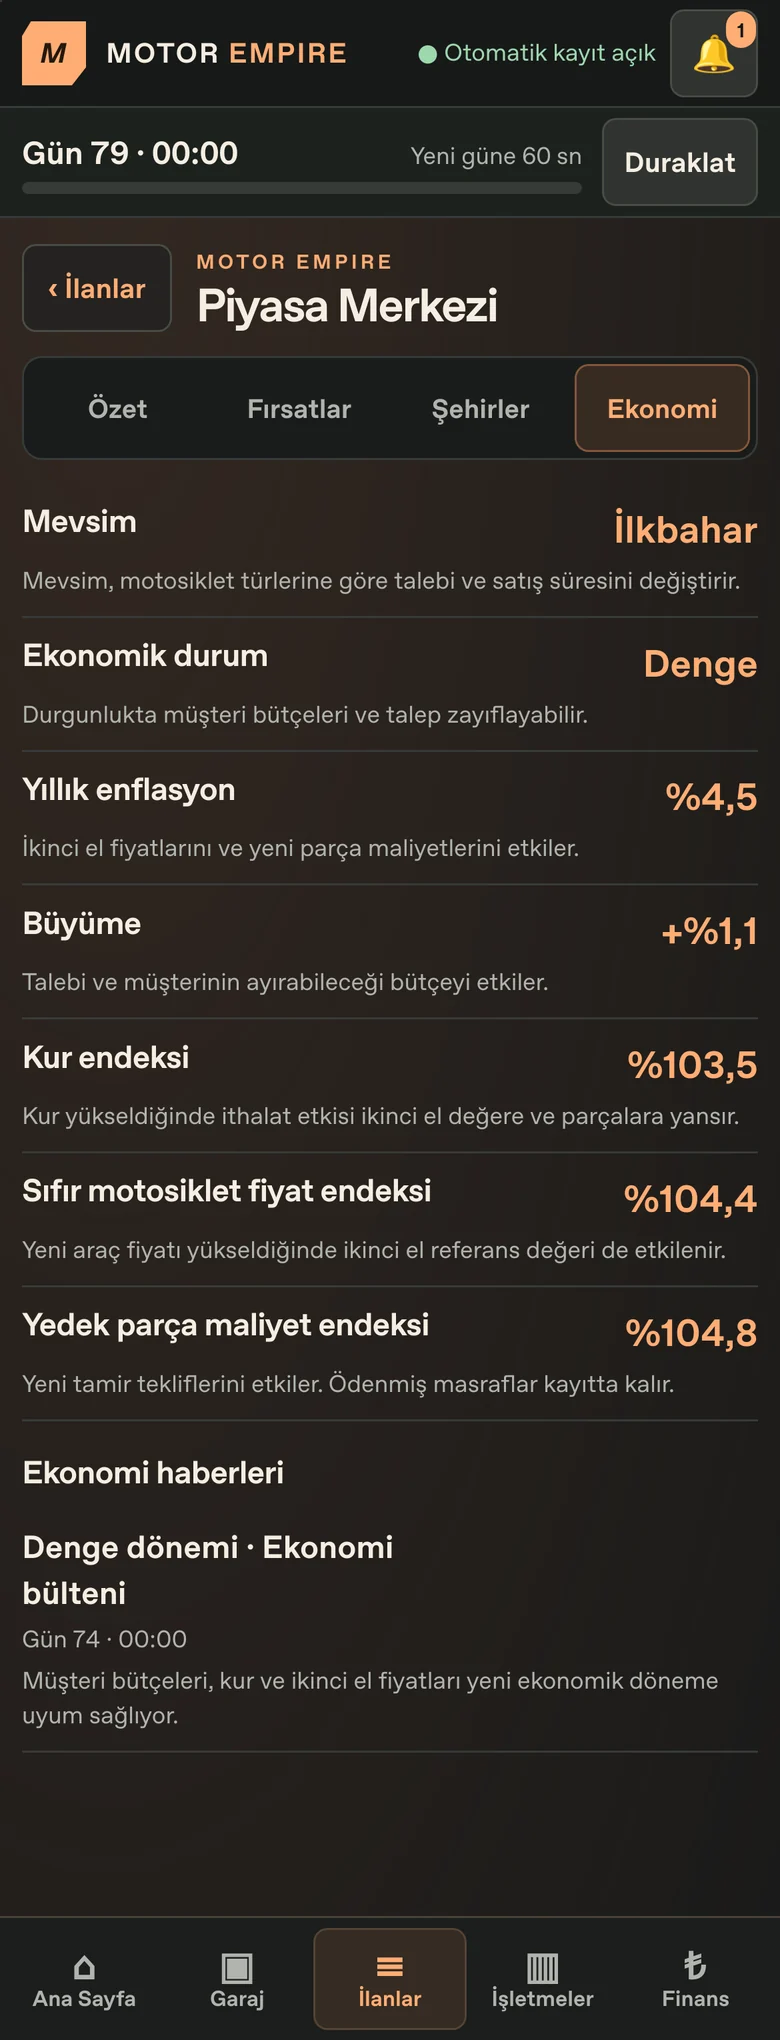 M MOTOR EMPIRE
Otomatik kayıt açık
1
Gün 79 · 00:00
Yeni güne 60 sn
Duraklat
‹ İlanlar
MOTOR EMPIRE
Piyasa Merkezi
Özet
Fırsatlar
Şehirler
Ekonomi
Mevsim
İlkbahar
Mevsim, motosiklet türlerine göre talebi ve satış süresini değiştirir.
Ekonomik durum
Denge
Durgunlukta müşteri bütçeleri ve talep zayıflayabilir.
Yıllık enflasyon
%4,5
İkinci el fiyatlarını ve yeni parça maliyetlerini etkiler.
Büyüme
+%1,1
Talebi ve müşterinin ayırabileceği bütçeyi etkiler.
Kur endeksi
%103,5
Kur yükseldiğinde ithalat etkisi ikinci el değere ve parçalara yansır.
Sıfır motosiklet fiyat endeksi
%104,4
Yeni araç fiyatı yükseldiğinde ikinci el referans değeri de etkilenir.
Yedek parça maliyet endeksi
%104,8
Yeni tamir tekliflerini etkiler. Ödenmiş masraflar kayıtta kalır.
Ekonomi haberleri
Denge dönemi · Ekonomi
bülteni
Gün 74 · 00:00
Müşteri bütçeleri, kur ve ikinci el fiyatları yeni ekonomik döneme
uyum sağlıyor.
Ana Sayfa
Garaj
İlanlar
İşletmeler
₺
Finans